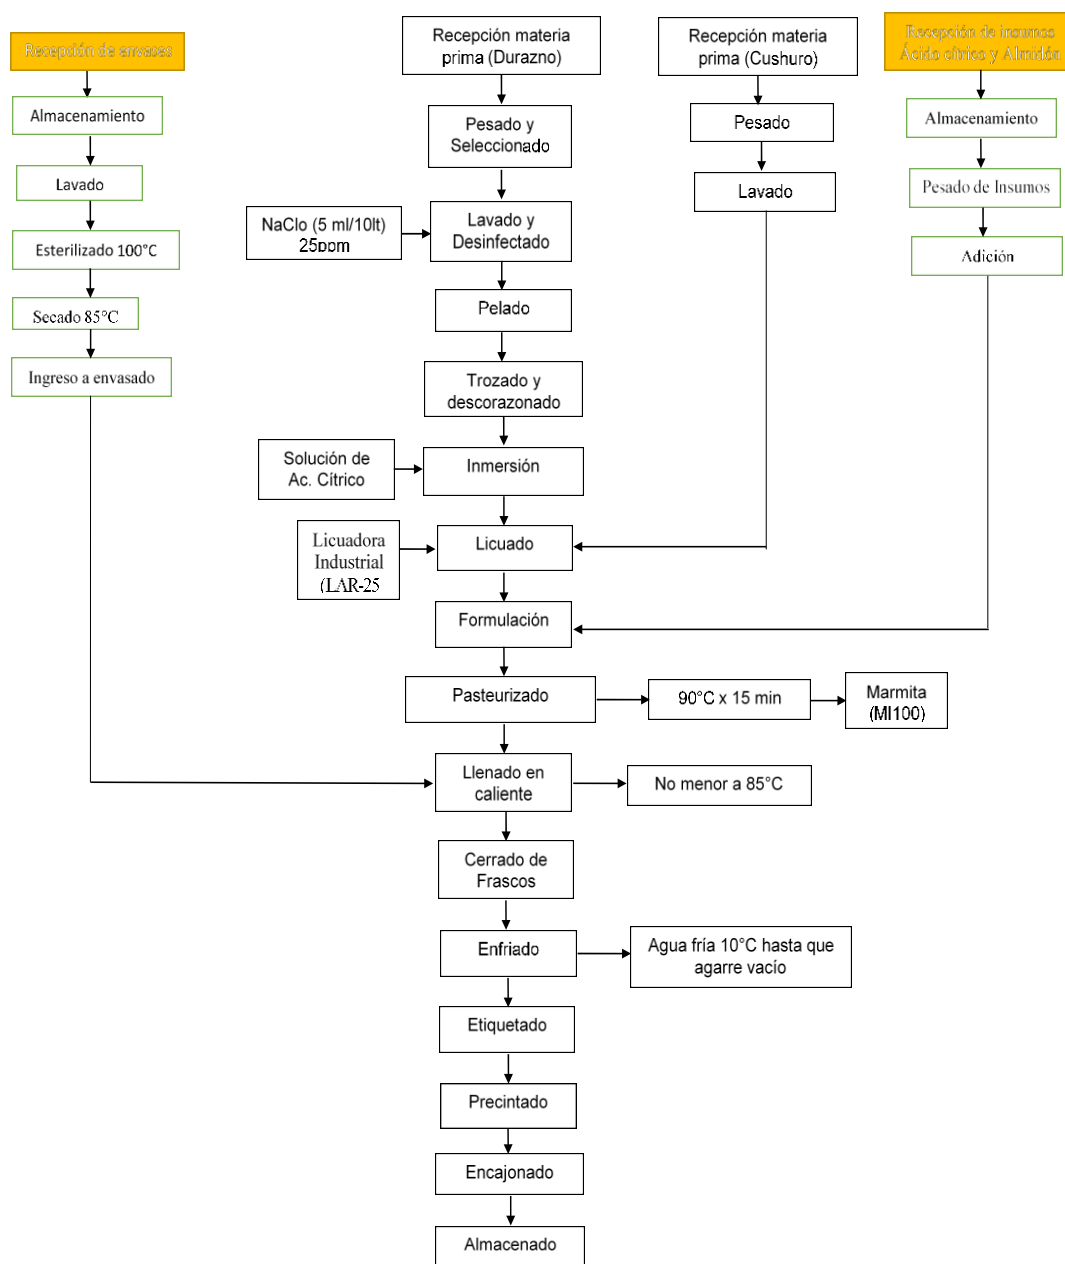 Recepción de envases
Almacenamiento
Lavado
Esterilizado 100°C
Secado 85°C
Ingreso a envasado
Recepción materia
prima (Durazno)
Pesado y
Seleccionado
NaClo (5 ml/10lt)
25ppm
Lavado y
Desinfectado
Pelado
Trozado y
descorazonado
Solución de
Ac. Cítrico
Inmersión
Licuadora
Industrial
(LAR-25
Licuado
Formulación
Pasteurizado
90°C x 15 min
Marmita
(MI100)
Llenado en
caliente
No menor a 85°C
Cerrado de
Frascos
Enfriado
Agua fría 10°C hasta que
agarre vacío
Etiquetado
Precintado
Encajonado
Almacenado
Recepción materia
prima (Cushuro)
Pesado
Lavado
Recepción de insumos
Ácido cítrico y Almidón
Almacenamiento
Pesado de Insumos
Adición